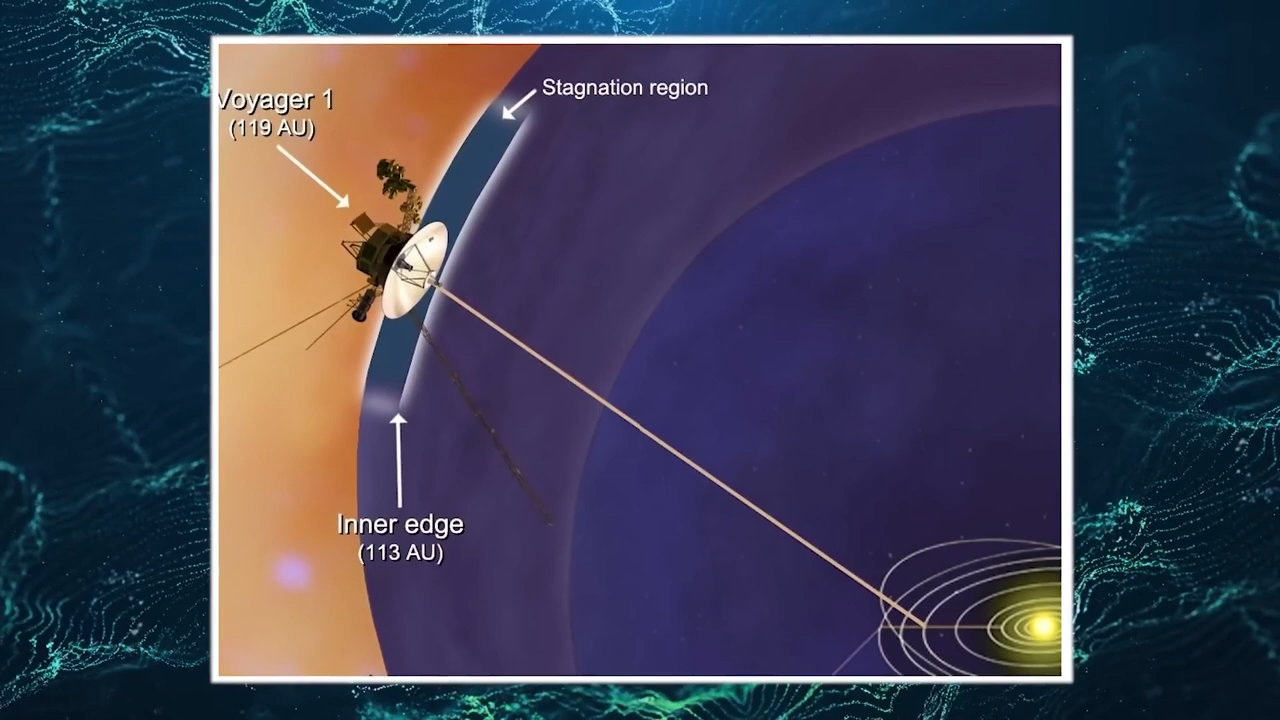 Stagnation region
Voyager 1
(119 AU)
Inner edge
(113 AU)